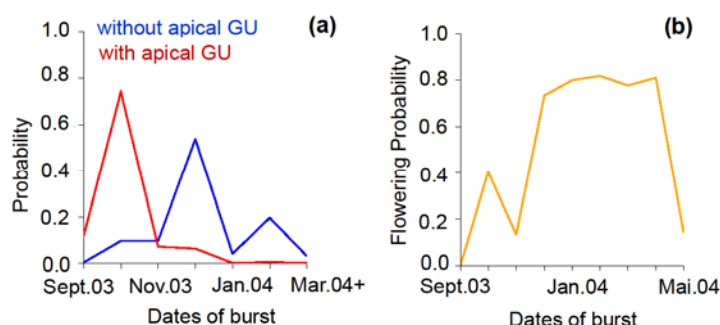 without apical GU
with apical GU
(a)
Probability
1.0
0.8
0.6
0.4
0.2
0.0
Sept.03 Nov.03 Jan.04 Mar.04+
Dates of burst
(b)
Flowering Probability
1.0
0.8
0.6
0.4
0.2
0.0
Sept.03 Jan.04 Mai.04
Dates of burst